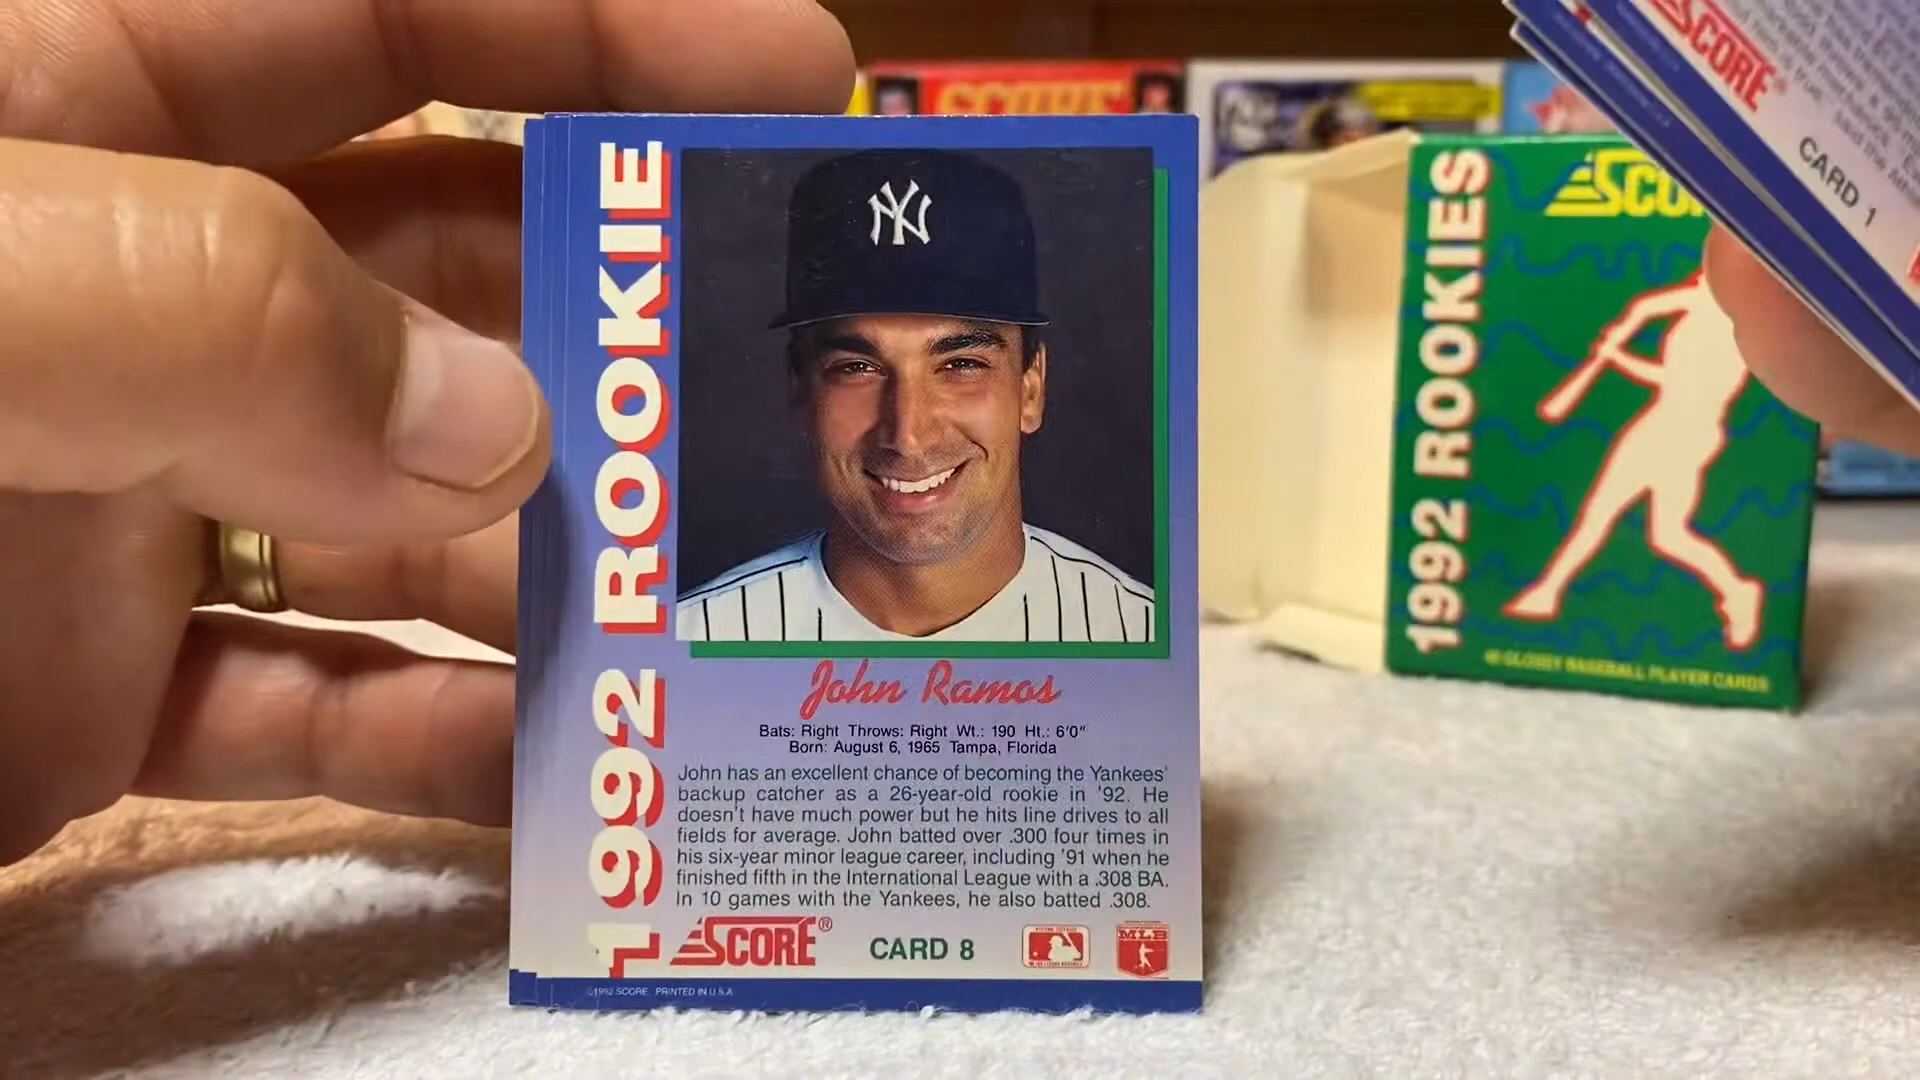 SCORE
SCORE®
CARD 1
1992 ROOKIE
NY
John Ramos
Bats: Right Throws: Right Wt.: 190 Ht.: 6'0"
Born: August 6, 1965 Tampa, Florida
John has an excellent chance of becoming the Yankees'
backup catcher as a 26-year-old rookie in '92. He
doesn't have much power but he hits line drives to all
fields for average. John batted over .300 four times in
his six-year minor league career, including '91 when he
finished fifth in the International League with a .308 BA.
In 10 games with the Yankees, he also batted .308.
SCORE®
CARD 8
MLB
©1992 SCORE. PRINTED IN U.S.A.
1992 ROOKIES
40 GLOSSY BASEBALL PLAYER CARDS